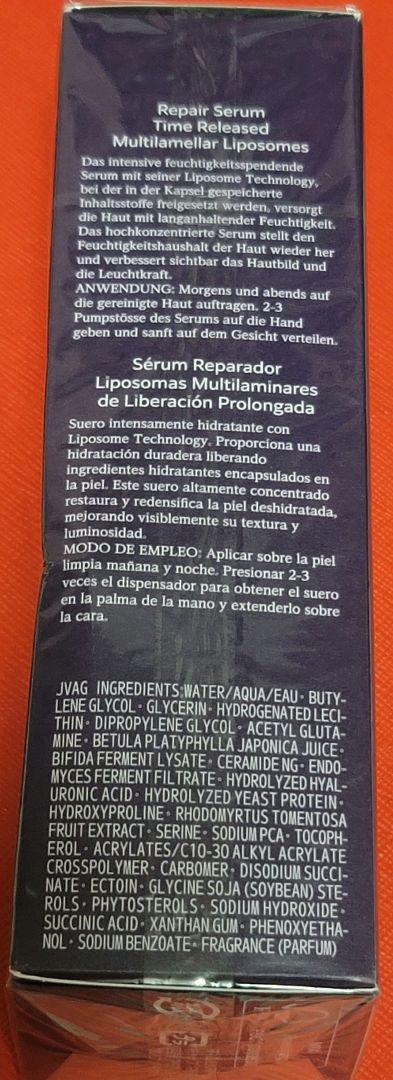 Repair Serum
Time Released
Multilamellar Liposomes
Das intensive feuchtigkeitsspendende
Serum mit seiner Liposome Technology,
bei der in der Kapsel gespeicherte
Inhaltsstoffe freigesetzt werden, versorgt
die Haut mit langanhaltender Feuchtigkeit.
Das hochkonzentrierte Serum stellt den
Feuchtigkeitshaushalt der Haut wieder her
und verbessert sichtbar das Hautbild und
die Leuchtkraft.
ANWENDUNG: Morgens und abends auf
die gereinigte Haut auftragen. 2-3
Pumpstösse des Serums auf die Hand
geben und sanft auf dem Gesicht verteilen.
Sérum Reparador
Liposomas Multilaminares
de Liberación Prolongada
Suero intensamente hidratante con
Liposome Technology. Proporciona una
hidratación duradera liberando
ingredientes hidratantes encapsulados en
la piel. Este suero altamente concentrado
restaura y redensifica la piel deshidratada,
mejorando visiblemente su textura y
luminosidad.
MODO DE EMPLEO: Aplicar sobre la piel
limpia mañana y noche. Presionar 2-3
veces el dispensador para obtener el suero
en la palma de la mano y extenderlo sobre
la cara.
JVAG INGREDIENTS:WATER/AQUA/EAU• BUTY-
LENE GLYCOL• GLYCERIN• HYDROGENATED LECI-
THIN• DIPROPYLENE GLYCOL• ACETYL GLUTA-
MINE• BETULA PLATYPHYLLA JAPONICA JUICE•
BIFIDA FERMENT LYSATE• CERAMIDE NG• ENDO-
MYCES FERMENT FILTRATE• HYDROLYZED HYAL-
URONIC ACID• HYDROLYZED YEAST PROTEIN•
HYDROXYPROLINE• RHODOMYRTUS TOMENTOSA
FRUIT EXTRACT• SERINE• SODIUM PCA• TOCOPH-
EROL• ACRYLATES/C10-30 ALKYL ACRYLATE
CROSSPOLYMER• CARBOMER• DISODIUM SUCCI-
NATE• ECTOIN• GLYCINE SOJA (SOYBEAN) STE-
ROLS• PHYTOSTEROLS• SODIUM HYDROXIDE•
SUCCINIC ACID• XANTHAN GUM• PHENOXYETHA-
NOL• SODIUM BENZOATE• FRAGRANCE (PARFUM)